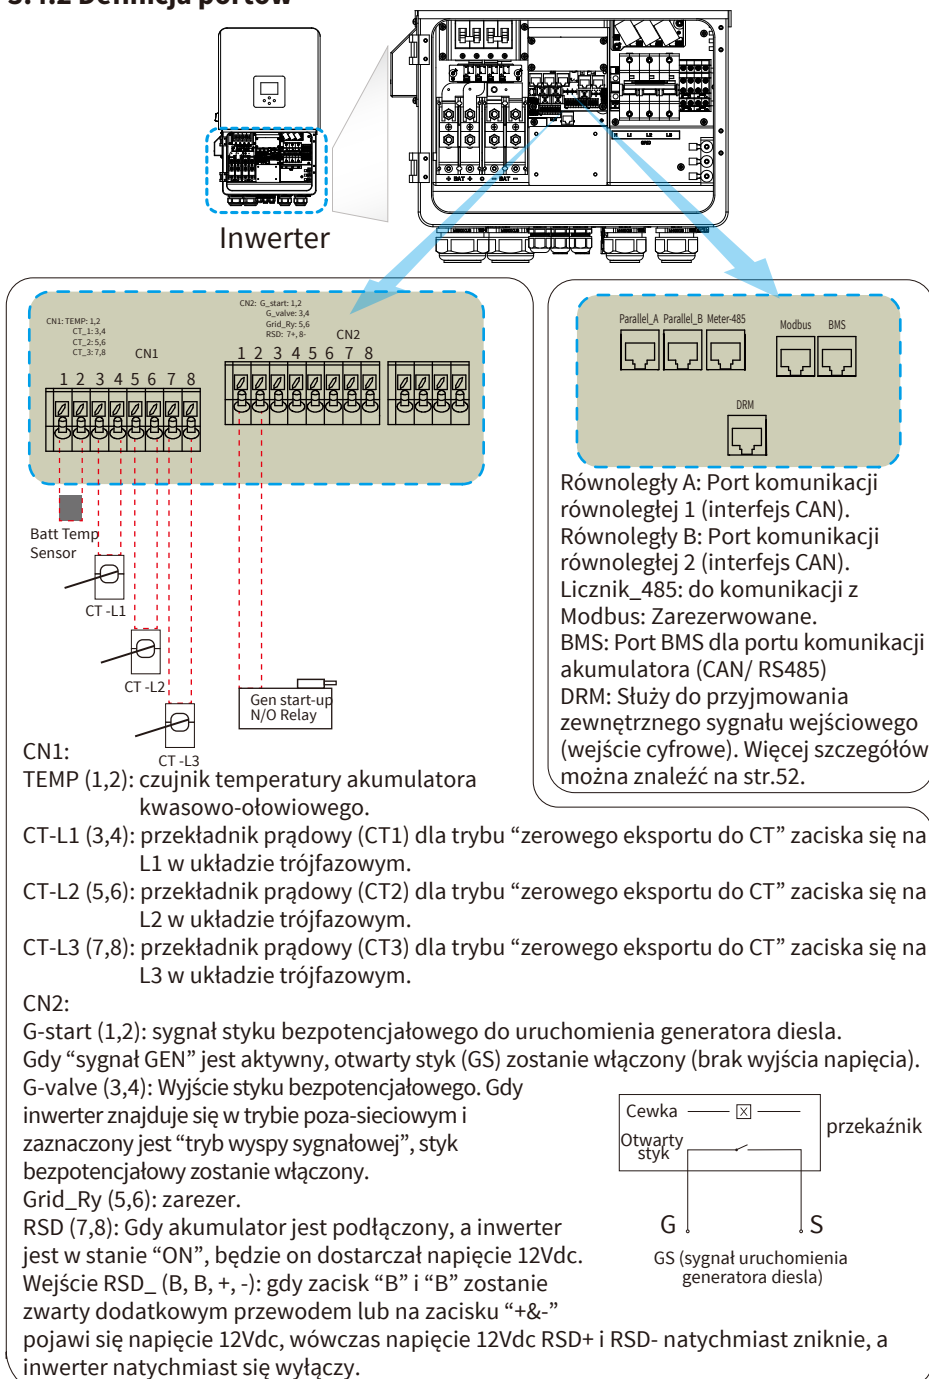 3.4.2 Definicja portów
+ BAT + - BAT -
L1 L2 L3
GRID
Inwerter
CN1: TEMP: 1,2
CT_1: 3,4
CT_2: 5,6
CT_3: 7,8
CN1
1 2 3 4 5 6 7 8
CN2: G_start: 1,2
G_valve: 3,4
Grid_Ry: 5,6
RSD: 7+, 8-
CN2
1 2 3 4 5 6 7 8
Batt Temp
Sensor
CT -L1
CT -L2
CT -L3
Gen start-up
N/O Relay
Parallel_A Parallel_B Meter-485
Modbus BMS
DRM
Równoległy A: Port komunikacji
równoległej 1 (interfejs CAN).
Równoległy B: Port komunikacji
równoległej 2 (interfejs CAN).
Licznik_485: do komunikacji z
Modbus: Zarezerwowane.
BMS: Port BMS dla portu komunikacji
akumulatora (CAN/ RS485)
DRM: Służy do przyjmowania
zewnętrznego sygnału wejściowego
(wejście cyfrowe). Więcej szczegółów
można znaleźć na str.52.
CN1:
TEMP (1,2): czujnik temperatury akumulatora
kwasowo-ołowiowego.
CT-L1 (3,4): przekładnik prądowy (CT1) dla trybu “zerowego eksportu do CT” zaciska się na
L1 w układzie trójfazowym.
CT-L2 (5,6): przekładnik prądowy (CT2) dla trybu “zerowego eksportu do CT” zaciska się na
L2 w układzie trójfazowym.
CT-L3 (7,8): przekładnik prądowy (CT3) dla trybu “zerowego eksportu do CT” zaciska się na
L3 w układzie trójfazowym.
CN2:
G-start (1,2): sygnał styku bezpotencjałowego do uruchomienia generatora diesla.
Gdy “sygnał GEN” jest aktywny, otwarty styk (GS) zostanie włączony (brak wyjścia napięcia).
G-valve (3,4): Wyjście styku bezpotencjałowego. Gdy
inwerter znajduje się w trybie poza-sieciowym i
zaznaczony jest “tryb wyspy sygnałowej”, styk
bezpotencjałowy zostanie włączony.
Grid_Ry (5,6): zarezer.
RSD (7,8): Gdy akumulator jest podłączony, a inwerter
jest w stanie “ON”, będzie on dostarczał napięcie 12Vdc.
Wejście RSD_ (B, B, +, -): gdy zacisk “B” i “B” zostanie
zwarty dodatkowym przewodem lub na zacisku “+&-”
pojawi się napięcie 12Vdc, wówczas napięcie 12Vdc RSD+ i RSD- natychmiast zniknie, a
inwerter natychmiast się wyłączy.
Cewka
X
Otwarty
styk
przekaźnik
G S
GS (sygnał uruchomienia
generatora diesla)